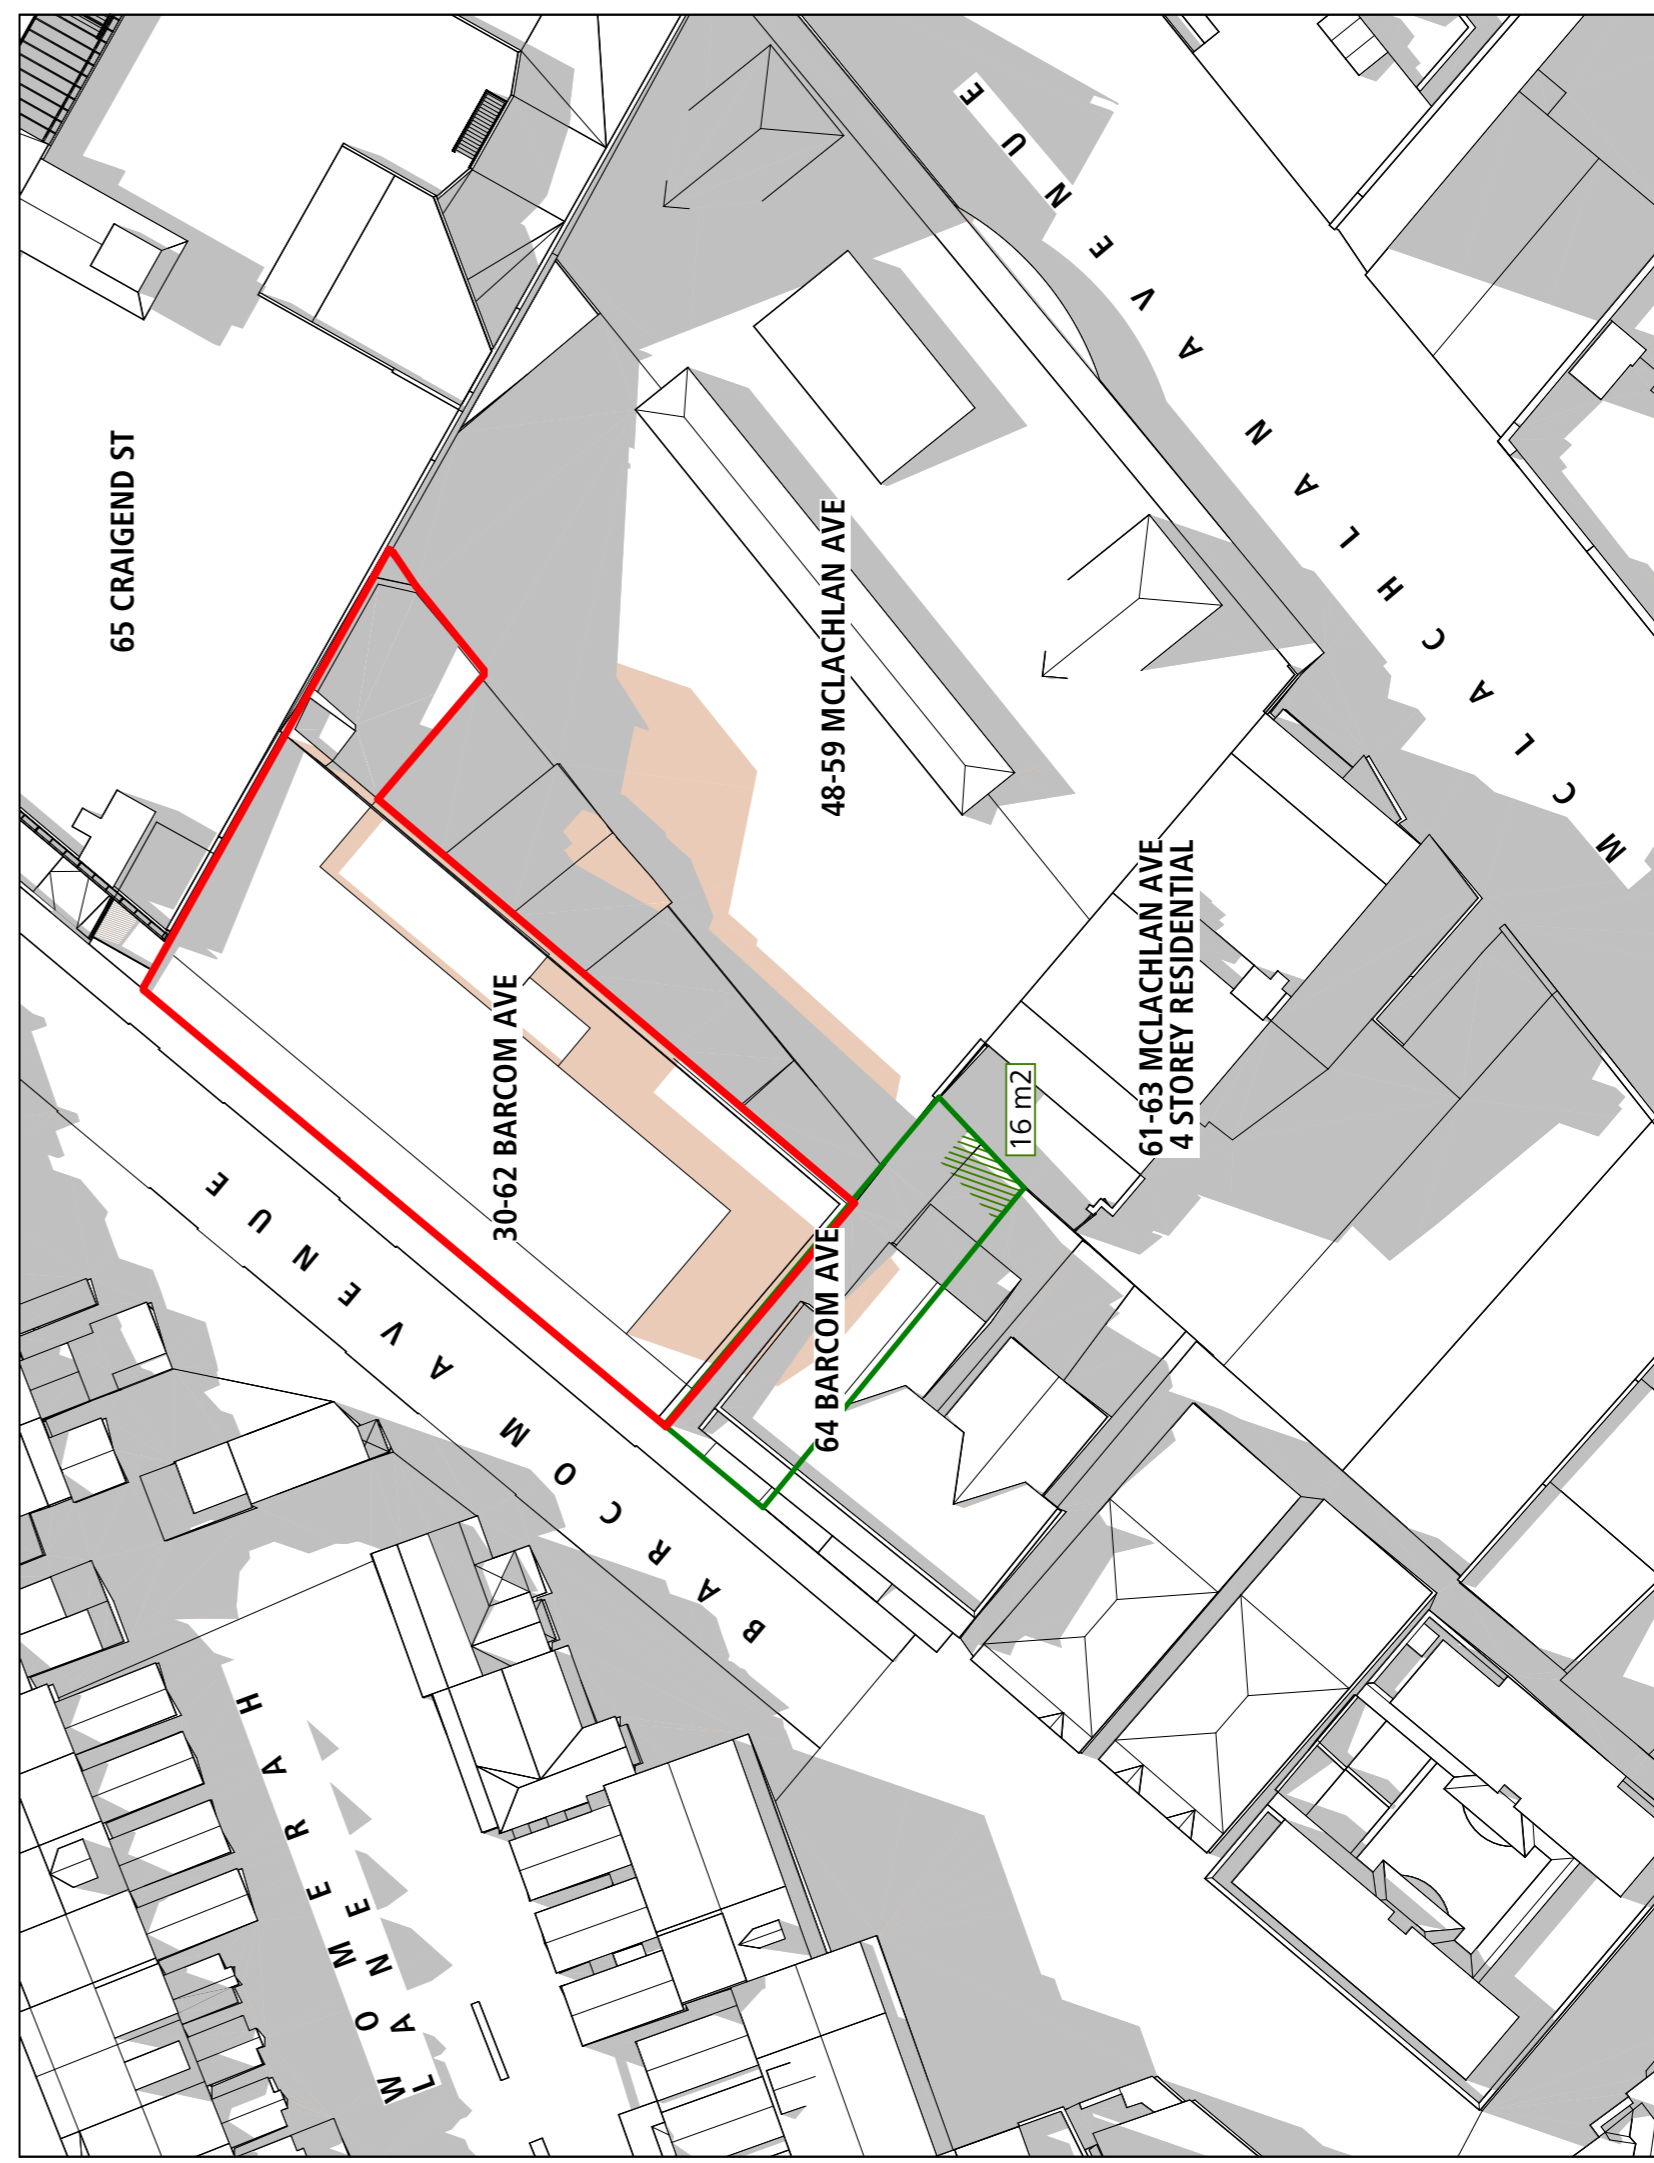 65 CRAIGEND ST
48-59 MCLACHLAN AVE
30-62 BARCOM AVE
61-63 MCLACHLAN AVE
4 STOREY RESIDENTIAL
16 m2
64 BARCOM AVE
MCLACHLAN AVENUE
BARCOM AVENUE
WOOMERAH
LANE